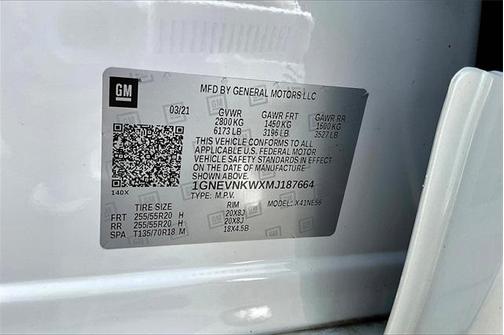 GM
MFD BY GENERAL MOTORS LLC
03/21 GVWR GAWR FRT GAWR RR
2800 KG 1450 KG 1600 KG
6173 LB 3196 LB 3527 LB
THIS VEHICLE CONFORMS TO ALL
APPLICABLE U.S. FEDERAL MOTOR
VEHICLE SAFETY STANDARDS IN EFFECT
ON THE DATE OF MANUFACTURE
SHOWN ABOVE.
1GNEVNKWXMJ187664
140X TYPE: M.P.V. MODEL: X41NE56
TIRE SIZE RIM
FRT 255/55R20 H 20X8J
RR 255/55R20 H 20X8J
SPA T135/70R18 M 18X4.5B